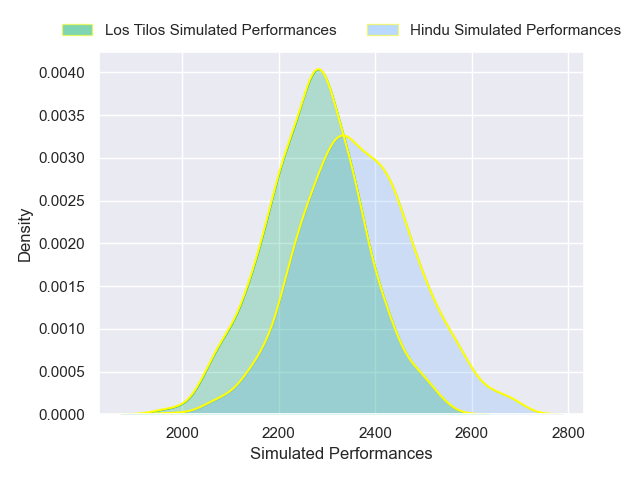 Los Tilos Simulated Performances Hindu Simulated Performances
0.0040
0.0035
0.0030
0.0025
0.0020
0.0015
0.0010
0.0005
0.0000
Density
2000 2200 2400 2600 2800
Simulated Performances